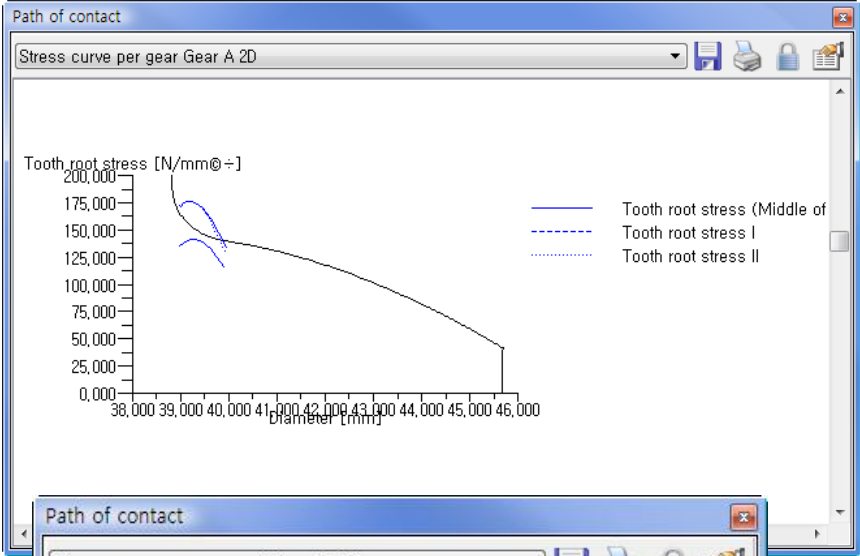 Path of contact
Stress curve per gear Gear A 2D
Tooth root stress [N/mm©÷]
200,000
175,000
150,000
125,000
100,000
75,000
50,000
25,000
0,000
38,000 39,000 40,000 41,000 42,000 43,000 44,000 45,000 46,000
Diameter [mm]
Tooth root stress (Middle of
Tooth root stress I
Tooth root stress II
Path of contact